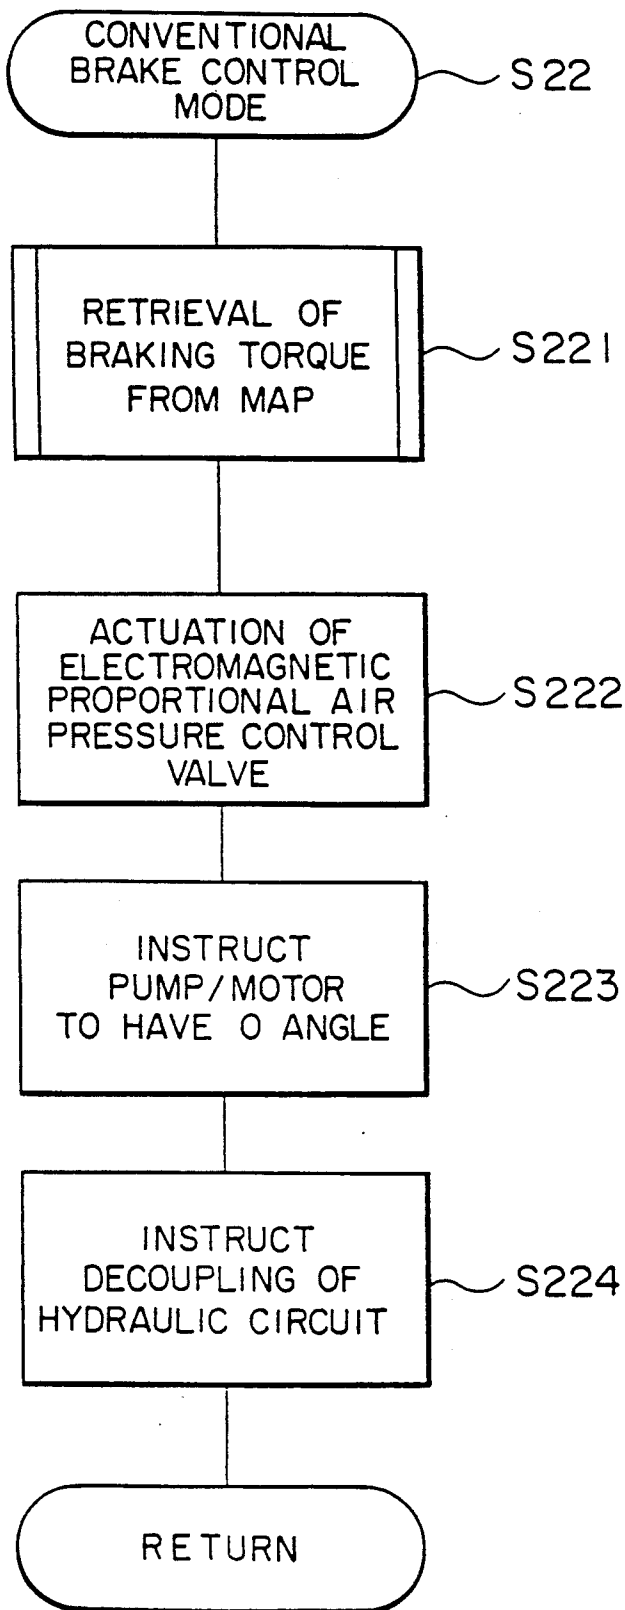 CONVENTIONAL
BRAKE CONTROL
MODE
S22
RETRIEVAL OF
BRAKING TORQUE
FROM MAP
S221
ACTUATION OF
ELECTROMAGNETIC
PROPORTIONAL AIR
PRESSURE CONTROL
VALVE
S222
INSTRUCT
PUMP/MOTOR
TO HAVE O ANGLE
S223
INSTRUCT
DECOUPLING OF
HYDRAULIC CIRCUIT
S224
RETURN